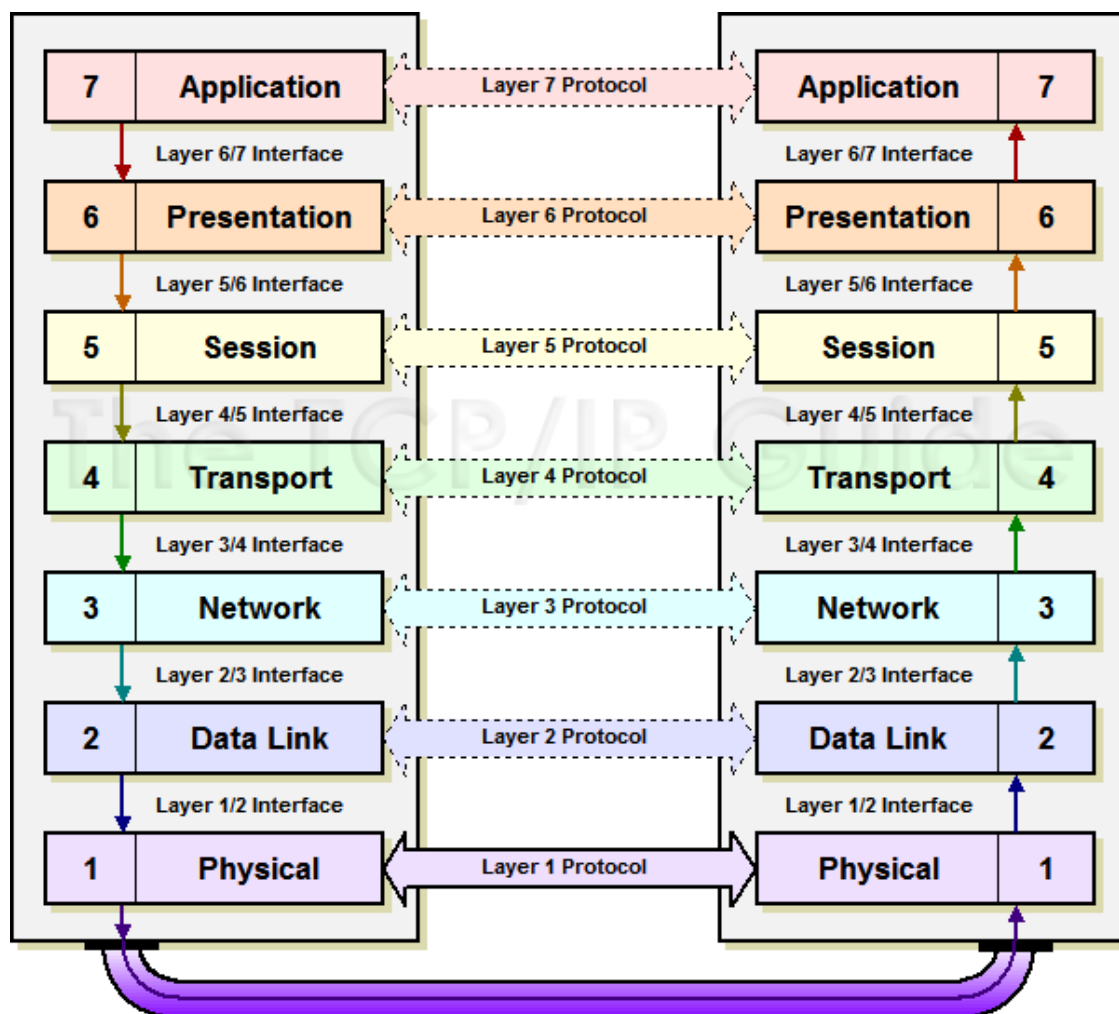 7 Application Layer 7 Protocol Application 7
Layer 6/7 Interface Layer 6/7 Interface
6 Presentation Layer 6 Protocol Presentation 6
Layer 5/6 Interface Layer 5/6 Interface
5 Session Layer 5 Protocol Session 5
The TCP/IP Guide
Layer 4/5 Interface Layer 4/5 Interface
4 Transport Layer 4 Protocol Transport 4
Layer 3/4 Interface Layer 3/4 Interface
3 Network Layer 3 Protocol Network 3
Layer 2/3 Interface Layer 2/3 Interface
2 Data Link Layer 2 Protocol Data Link 2
Layer 1/2 Interface Layer 1/2 Interface
1 Physical Layer 1 Protocol Physical 1